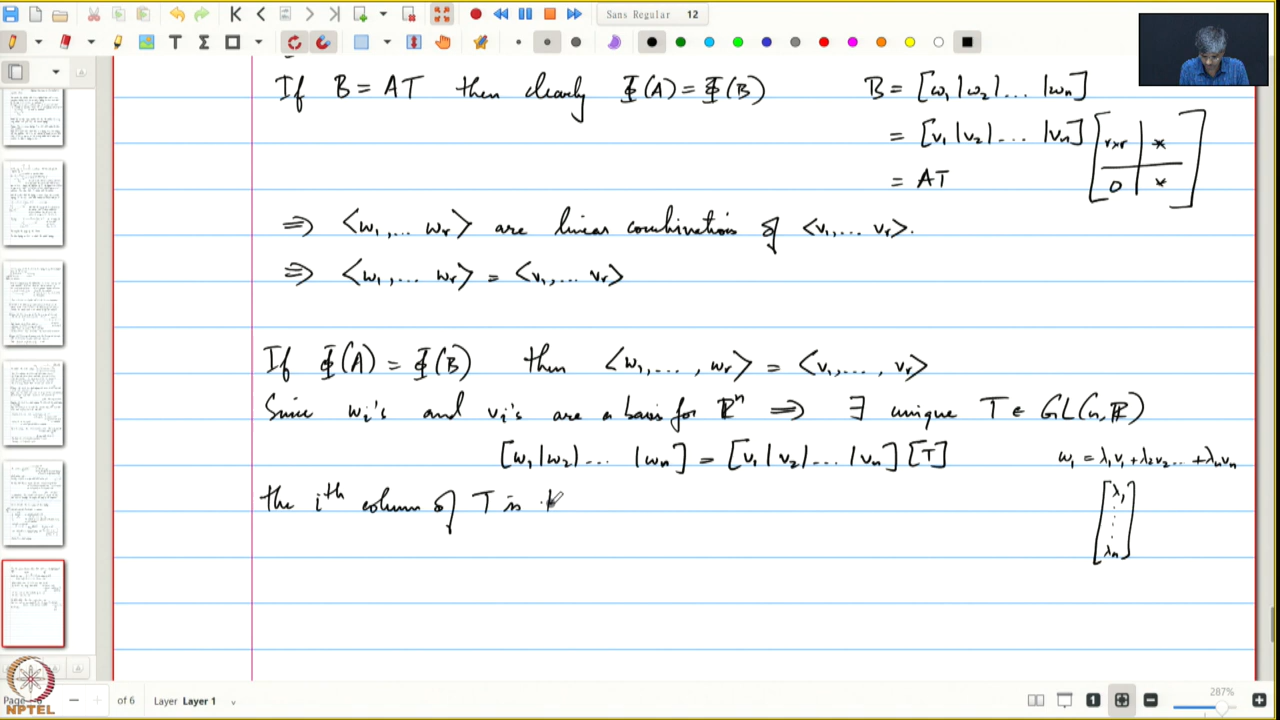 Sans Regular 12
If B = AT then clearly Φ(A) = Φ(B)
B = [w₁|w₂|... |wₙ]
= [v₁|v₂|... |vₙ] [r×r | * / 0 | *]
= AT
⇒ <w₁,... wᵣ> are linear combinations of <v₁,... vᵣ>.
⇒ <w₁,... wᵣ> = <v₁,... vᵣ>
If Φ(A) = Φ(B) then <w₁,..., wᵣ> = <v₁,..., vᵣ>
Since wᵢ's and vᵢ's are a basis for ℝⁿ ⇒ ∃ unique T ∈ GL(n,ℝ)
[w₁|w₂|... |wₙ] = [v₁|v₂|... |vₙ] [T]
w₁ = λ₁v₁ + λ₂v₂... + λₙvₙ
[λ₁ ⋮ λₙ]
the iᵗʰ column of T is
NPTEL
of 6
Layer Layer 1
287%